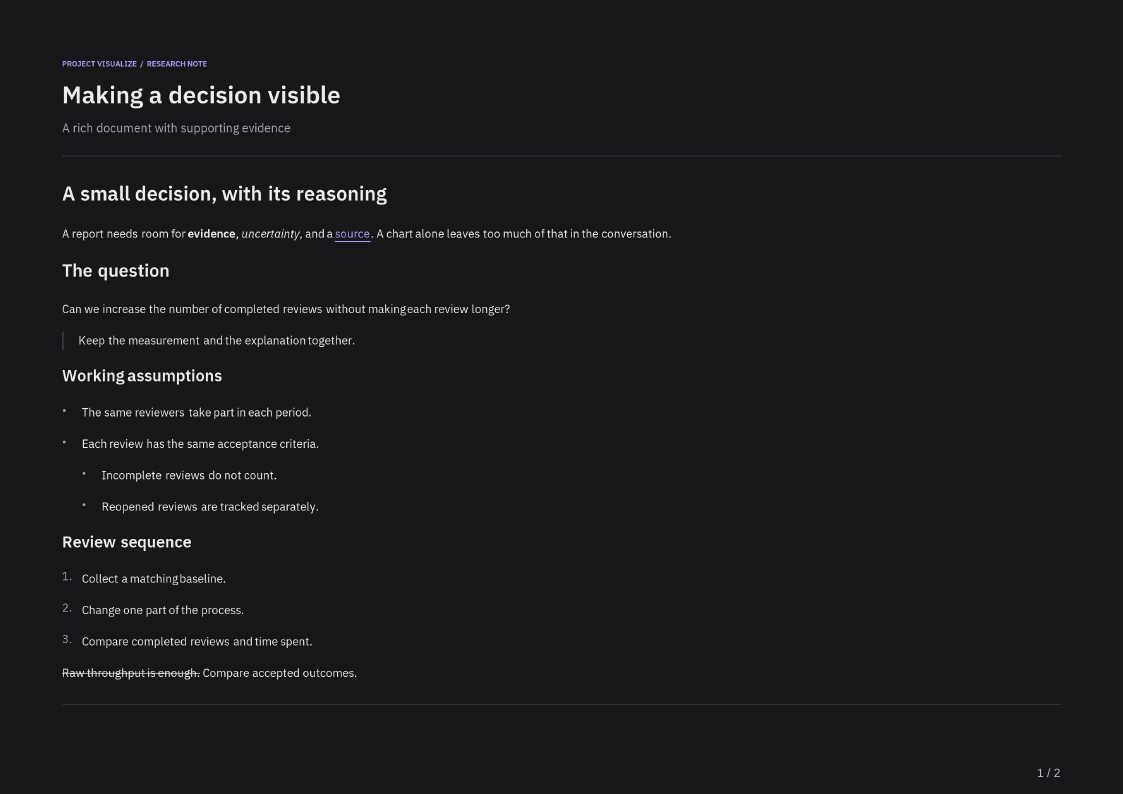 PROJECT VISUALIZE / RESEARCH NOTE
Making a decision visible
A rich document with supporting evidence
A small decision, with its reasoning
A report needs room for evidence, uncertainty, and a source. A chart alone leaves too much of that in the conversation.
The question
Can we increase the number of completed reviews without making each review longer?
Keep the measurement and the explanation together.
Working assumptions
• The same reviewers take part in each period.
• Each review has the same acceptance criteria.
• Incomplete reviews do not count.
• Reopened reviews are tracked separately.
Review sequence
1. Collect a matching baseline.
2. Change one part of the process.
3. Compare completed reviews and time spent.
Raw throughput is enough. Compare accepted outcomes.
1 / 2